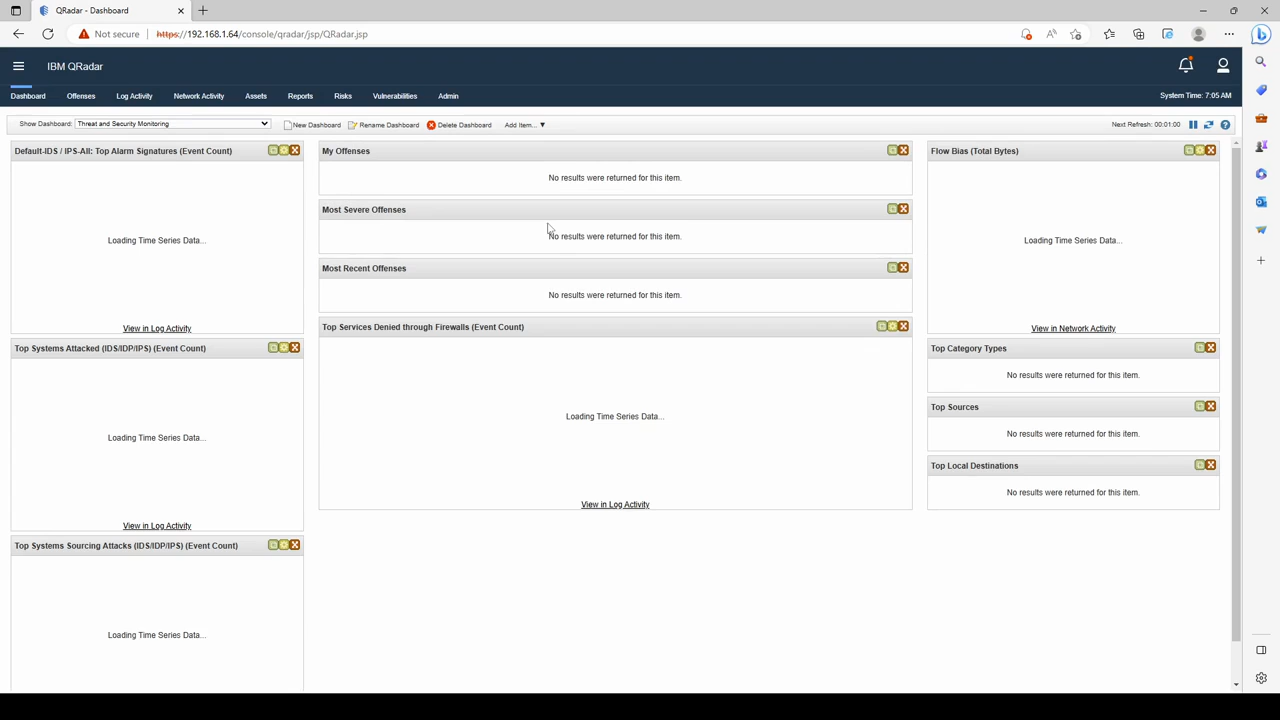 QRadar - Dashboard
Not secure
https://192.168.1.64/console/qradar/jsp/QRadar.jsp
IBM QRadar
Dashboard
Offenses
Log Activity
Network Activity
Assets
Reports
Risks
Vulnerabilities
Admin
System Time: 7:05 AM
Show Dashboard:
Threat and Security Monitoring
New Dashboard
Rename Dashboard
Delete Dashboard
Add Item...
Next Refresh: 00:01:00
Default-IDS / IPS-All: Top Alarm Signatures (Event Count)
Loading Time Series Data...
View in Log Activity
Top Systems Attacked (IDS/IDP/IPS) (Event Count)
Loading Time Series Data...
View in Log Activity
Top Systems Sourcing Attacks (IDS/IDP/IPS) (Event Count)
Loading Time Series Data...
My Offenses
No results were returned for this item.
Most Severe Offenses
No results were returned for this item.
Most Recent Offenses
No results were returned for this item.
Top Services Denied through Firewalls (Event Count)
Loading Time Series Data...
View in Log Activity
Flow Bias (Total Bytes)
Loading Time Series Data...
View in Network Activity
Top Category Types
No results were returned for this item.
Top Sources
No results were returned for this item.
Top Local Destinations
No results were returned for this item.